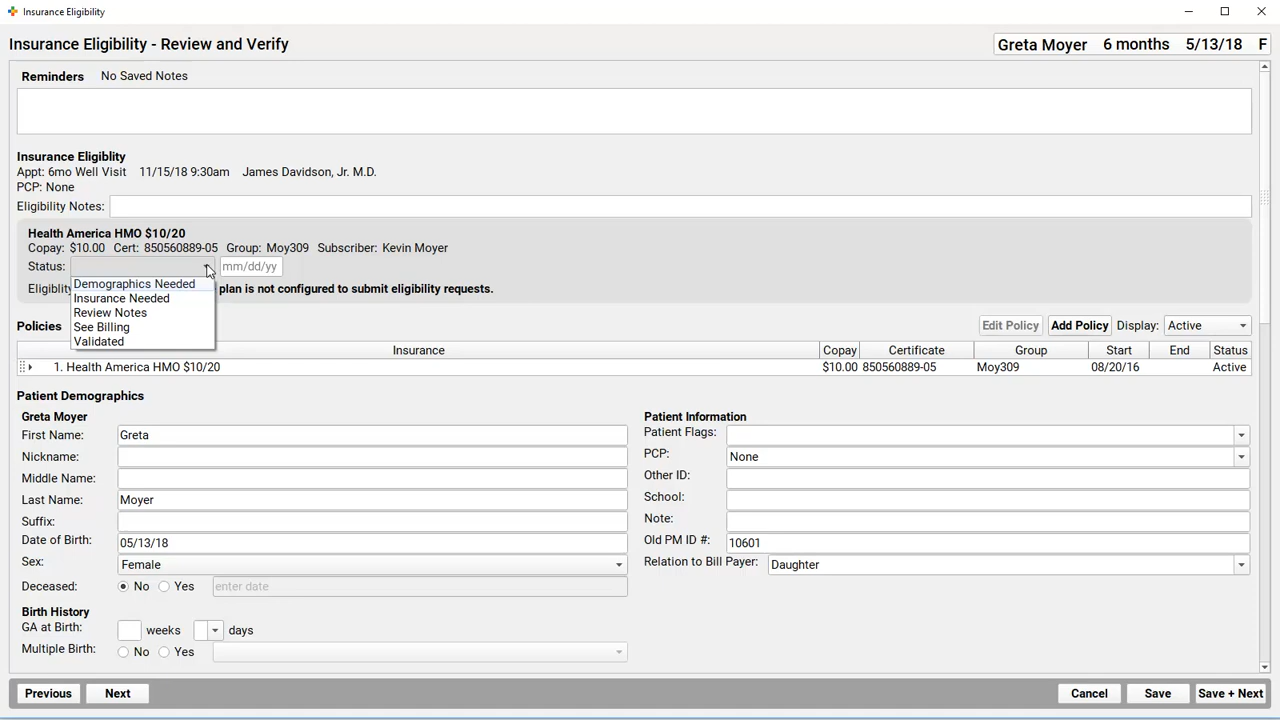 Insurance Eligibility
Insurance Eligibility - Review and Verify
Greta Moyer 6 months 5/13/18 F
Reminders No Saved Notes
Insurance Eligiblity
Appt: 6mo Well Visit 11/15/18 9:30am James Davidson, Jr. M.D.
PCP: None
Eligibility Notes:
Health America HMO $10/20
Copay: $10.00 Cert: 850560889-05 Group: Moy309 Subscriber: Kevin Moyer
Status: mm/dd/yy
Demographics Needed
Eligiblit plan is not configured to submit eligibility requests.
Insurance Needed
Review Notes
See Billing
Validated
Policies Edit Policy Add Policy Display: Active
Insurance Copay Certificate Group Start End Status
1. Health America HMO $10/20 $10.00 850560889-05 Moy309 08/20/16 Active
Patient Demographics
Greta Moyer
First Name: Greta
Nickname:
Middle Name:
Last Name: Moyer
Suffix:
Date of Birth: 05/13/18
Sex: Female
Deceased: No Yes enter date
Birth History
GA at Birth: weeks days
Multiple Birth: No Yes
Patient Information
Patient Flags:
PCP: None
Other ID:
School:
Note:
Old PM ID #: 10601
Relation to Bill Payer: Daughter
Previous Next Cancel Save Save + Next